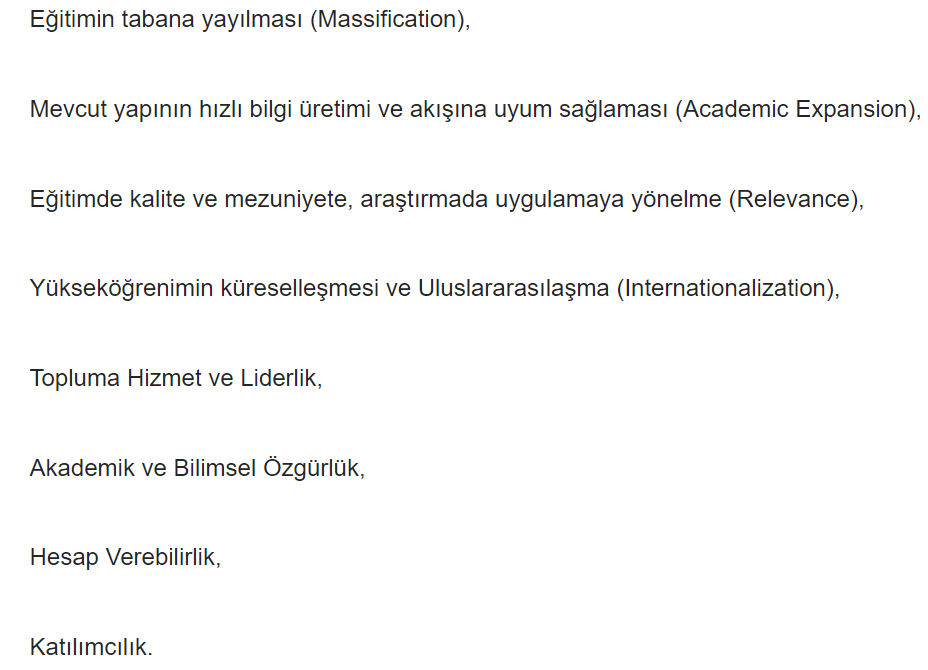 Eğitimin tabana yayılması (Massification),
Mevcut yapının hızlı bilgi üretimi ve akışına uyum sağlaması (Academic Expansion),
Eğitimde kalite ve mezuniyete, araştırmada uygulamaya yönelme (Relevance),
Yükseköğrenimin küreselleşmesi ve Uluslararasılaşma (Internationalization),
Topluma Hizmet ve Liderlik,
Akademik ve Bilimsel Özgürlük,
Hesap Verebilirlik,
Katılımcılık.